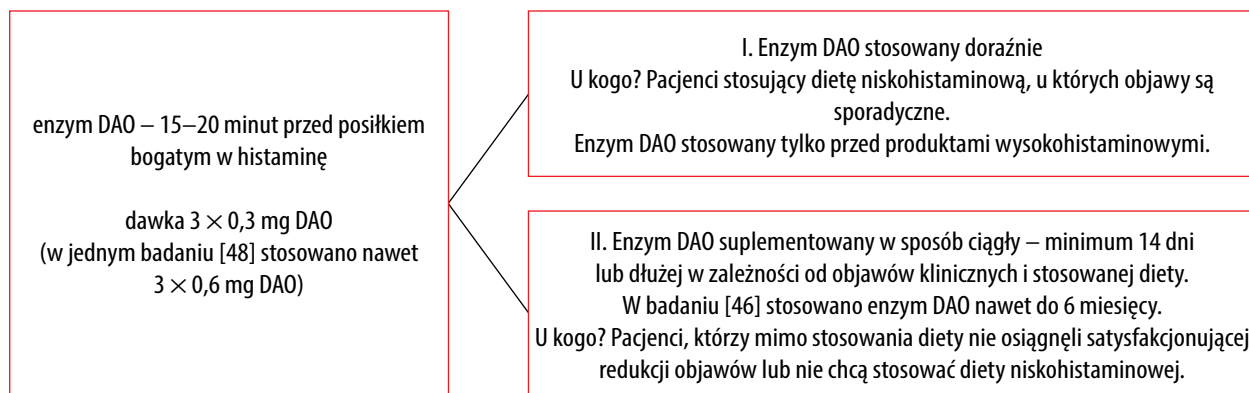 enzym DAO – 15–20 minut przed posiłkiem
bogatym w histaminę
dawka 3 × 0,3 mg DAO
(w jednym badaniu [48] stosowano nawet
3 × 0,6 mg DAO)
I. Enzym DAO stosowany doraźnie
U kogo? Pacjenci stosujący dietę niskohistaminową, u których objawy są
sporadyczne.
Enzym DAO stosowany tylko przed produktami wysokohistaminowymi.
II. Enzym DAO suplementowany w sposób ciągły – minimum 14 dni
lub dłużej w zależności od objawów klinicznych i stosowanej diety.
W badaniu [46] stosowano enzym DAO nawet do 6 miesięcy.
U kogo? Pacjenci, którzy mimo stosowania diety nie osiągnęli satysfakcjonującej
redukcji objawów lub nie chcą stosować diety niskohistaminowej.